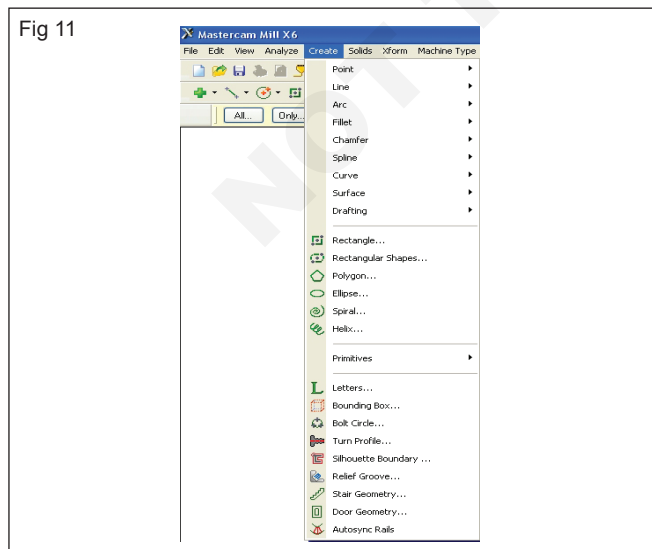 Fig 11
Mastercam Mill X6
File Edit View Analyze Create Solids Xform Machine Type
All... Only...
Point
Line
Arc
Fillet
Chamfer
Spline
Curve
Surface
Drafting
Rectangle...
Rectangular Shapes...
Polygon...
Ellipse...
Spiral...
Helix...
Primitives
Letters...
Bounding Box...
Bolt Circle...
Turn Profile...
Silhouette Boundary ...
Relief Groove...
Stair Geometry...
Door Geometry...
Autosync Rails
NOT